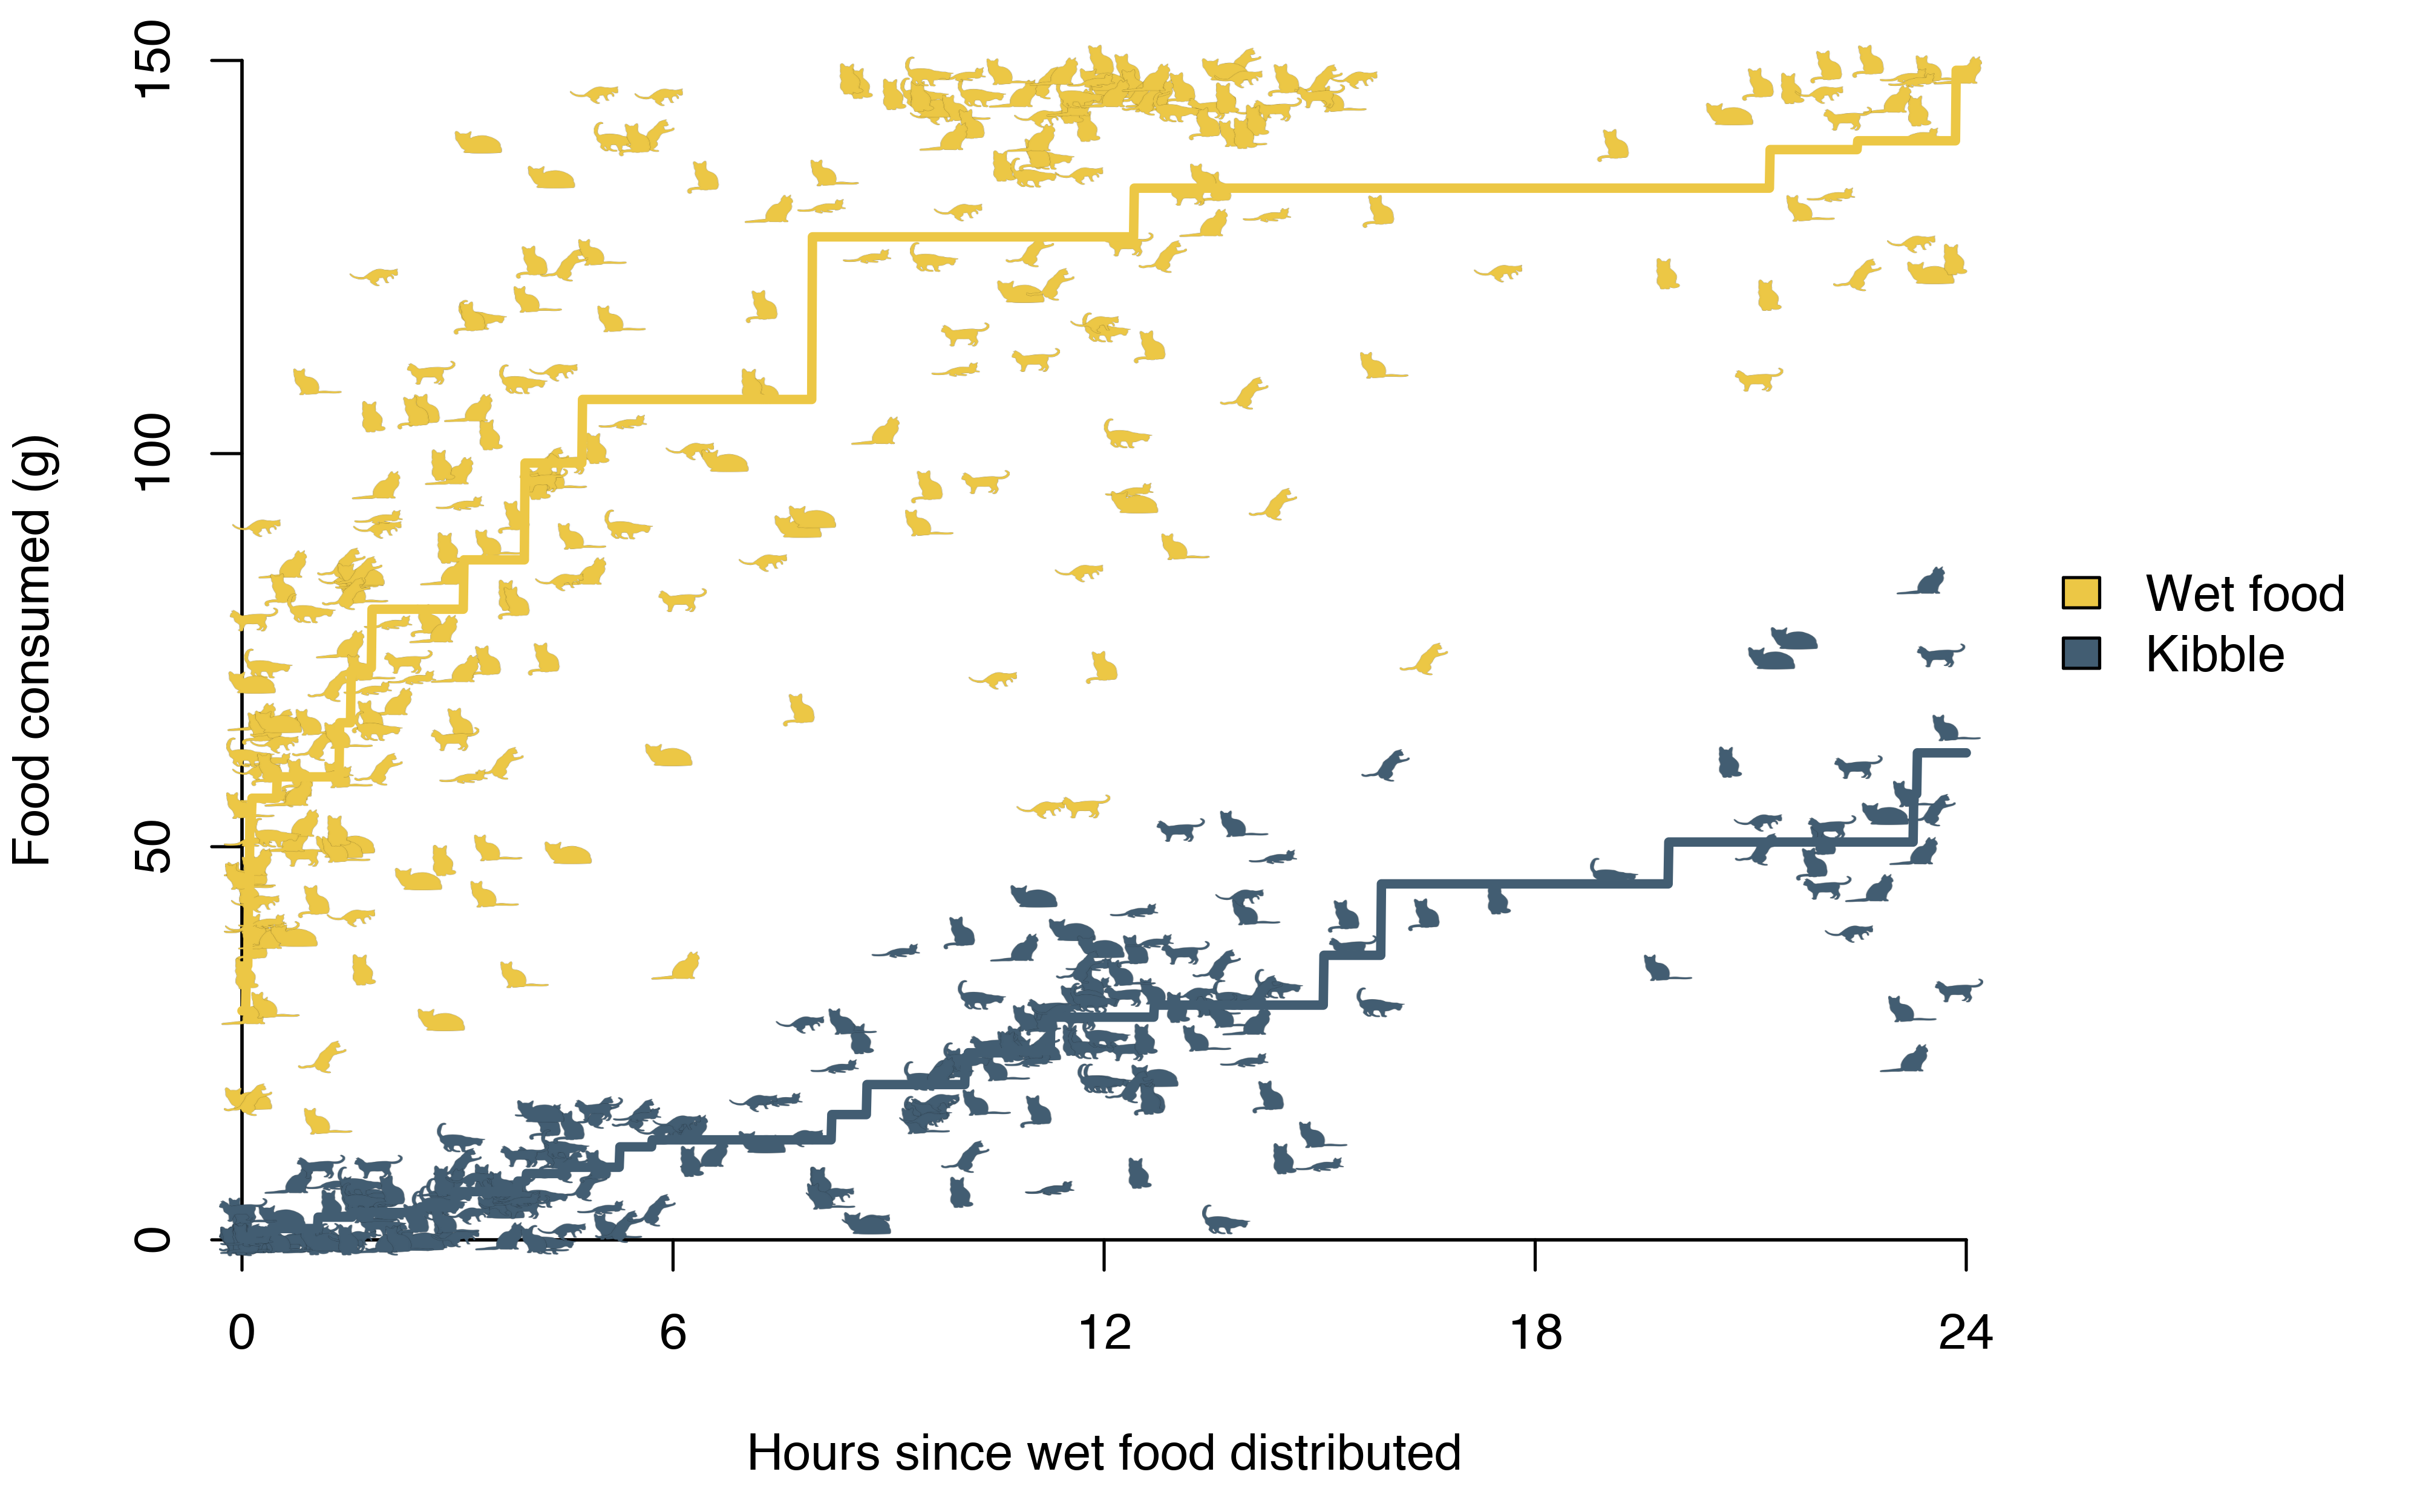 150
100
50
0
Food consumed (g)
Wet food
Kibble
0 6 12 18 24
Hours since wet food distributed